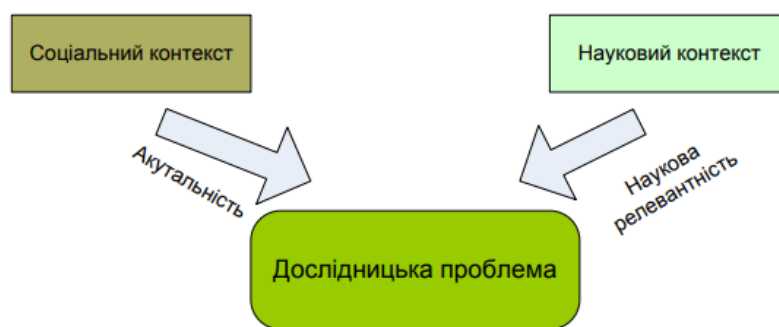 Соціальний контекст
Науковий контекст
Акутальність
Наукова
релевантність
Дослідницька проблема